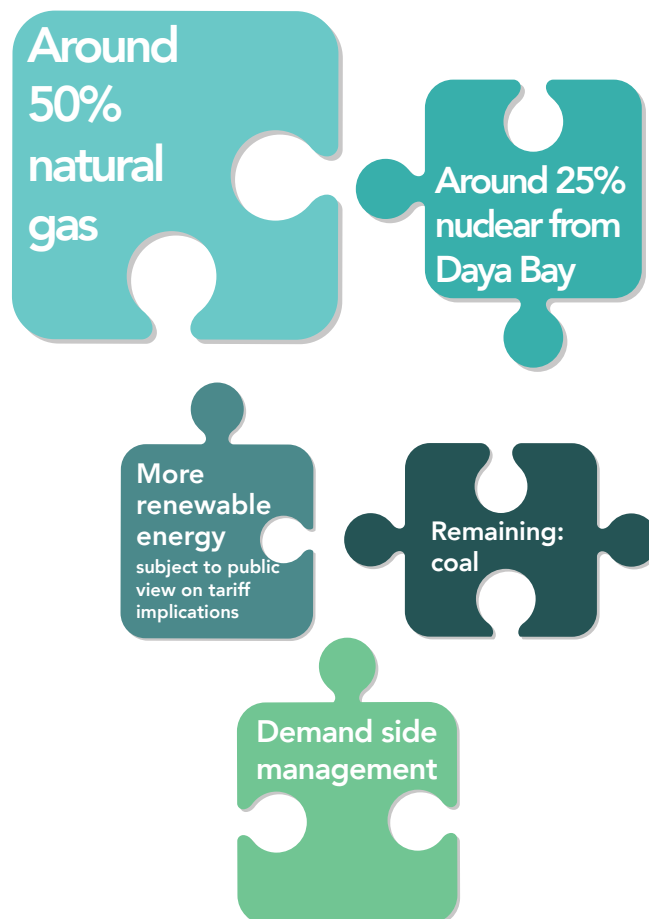 Around
50%
natural
gas
Around 25%
nuclear from
Daya Bay
More
renewable
energy
subject to public
view on tariff
implications
Remaining:
coal
Demand side
management